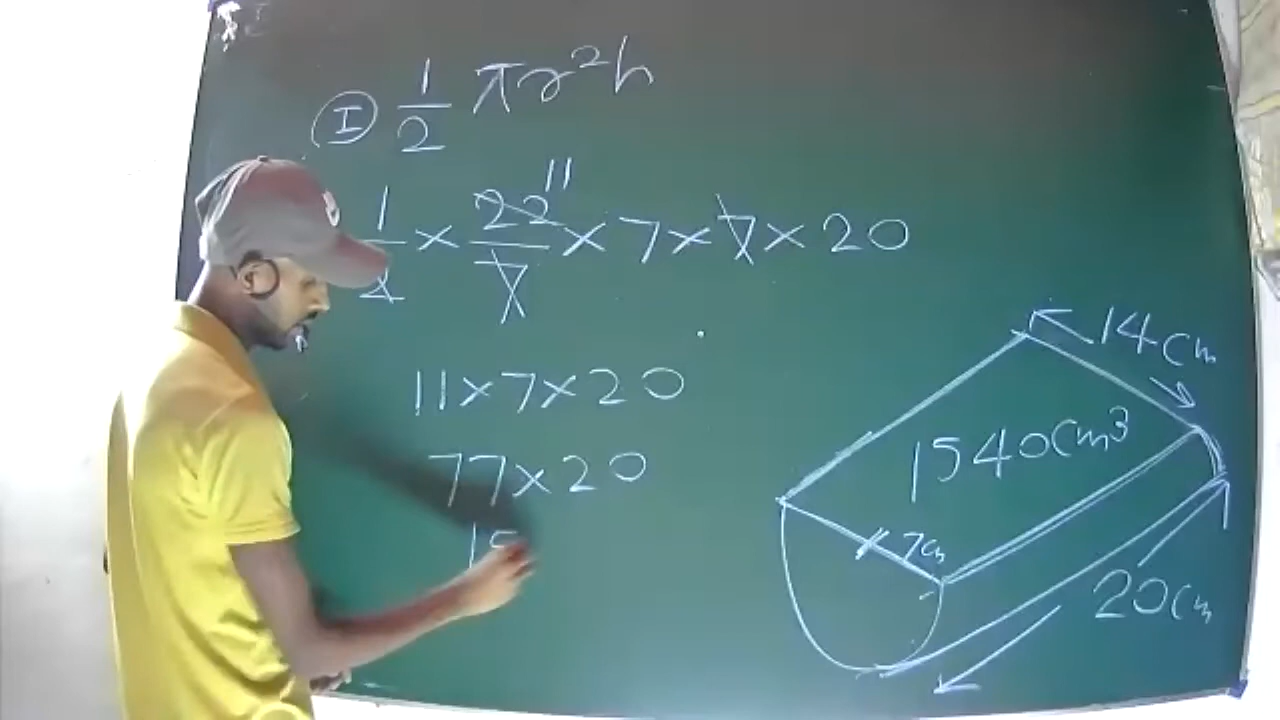 Ⓘ 1/2 πr²h
1/2 × 22/7 11 × 7 × 7 × 20
11×7×20
77×20
15
14cm
1540cm³
7cm
20cm